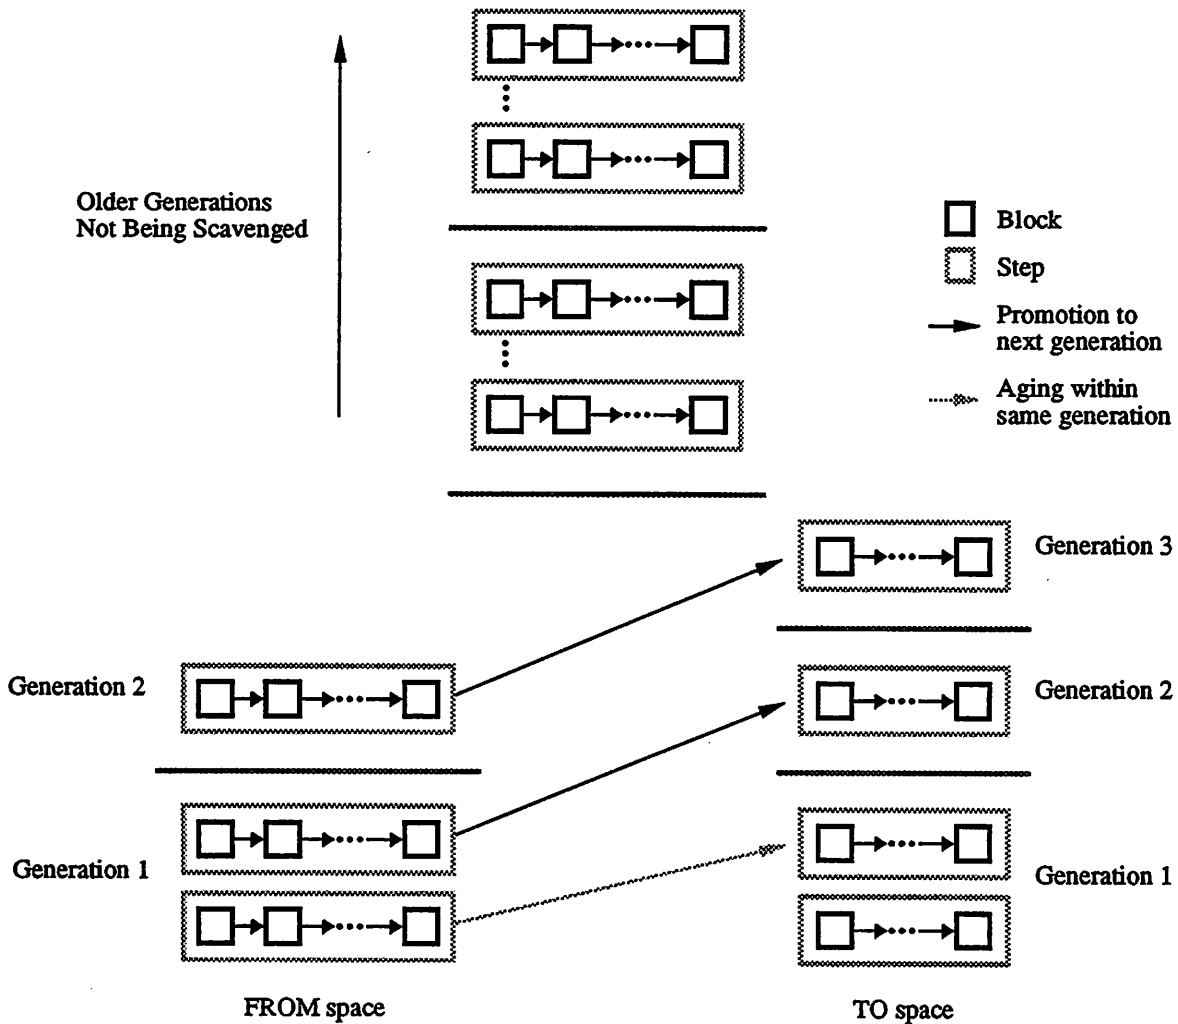 Older Generations
Not Being Scavenged
Block
Step
Promotion to
next generation
Aging within
same generation
Generation 3
Generation 2
Generation 2
Generation 1
Generation 1
FROM space
TO space